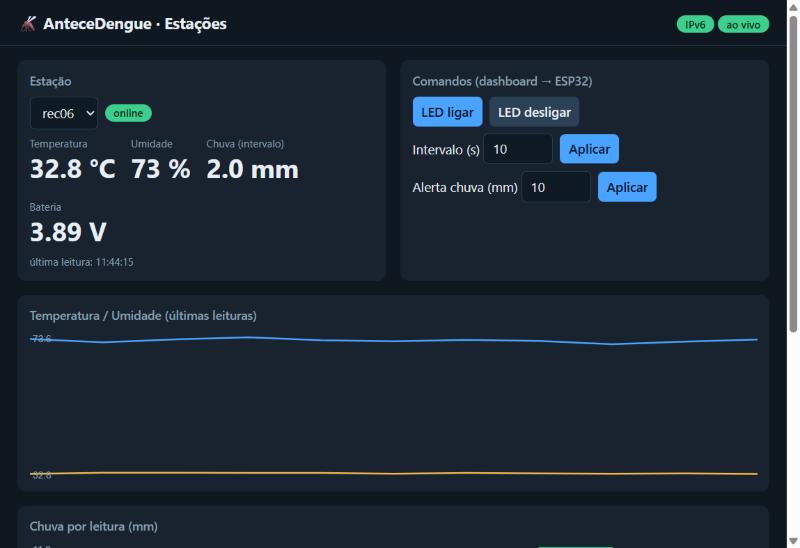 AnteceDengue · Estações
IPv6 ao vivo
Estação
rec06 online
Temperatura Umidade Chuva (intervalo)
32.8 °C 73 % 2.0 mm
Bateria
3.89 V
última leitura: 11:44:15
Comandos (dashboard → ESP32)
LED ligar LED desligar
Intervalo (s) 10 Aplicar
Alerta chuva (mm) 10 Aplicar
Temperatura / Umidade (últimas leituras)
73.6
32.8
Chuva por leitura (mm)